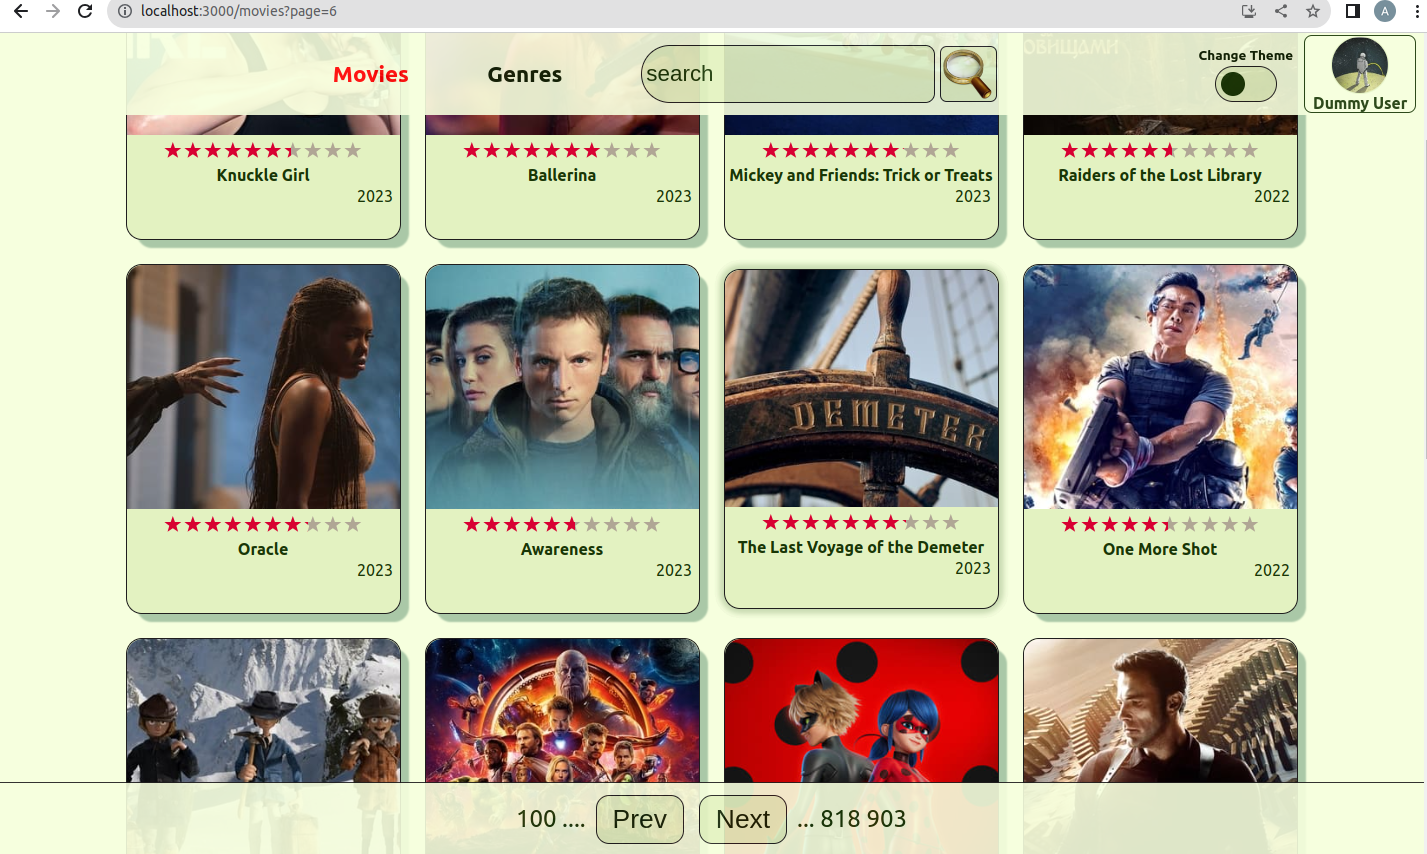 localhost:3000/movies?page=6
A
ОВИЩАМИ
Movies
Genres
search
Change Theme
Dummy User
Knuckle Girl
2023
Ballerina
2023
Mickey and Friends: Trick or Treats
2023
Raiders of the Lost Library
2022
DEMETER
Oracle
2023
Awareness
2023
The Last Voyage of the Demeter
2023
One More Shot
2022
100 .... Prev Next ... 818 903